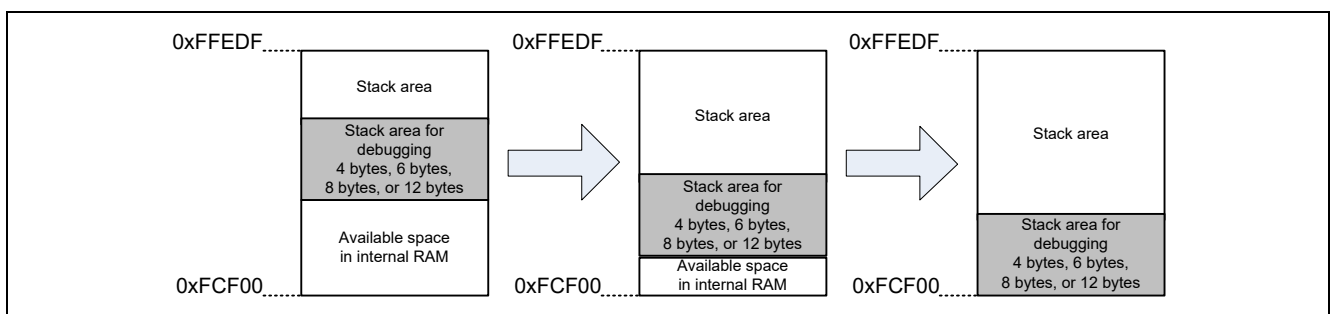 0xFFEDF
Stack area
Stack area for
debugging
4 bytes, 6 bytes,
8 bytes, or 12 bytes
Available space
in internal RAM
0xFCF00
0xFFEDF
Stack area
Stack area for
debugging
4 bytes, 6 bytes,
8 bytes, or 12 bytes
Available space
in internal RAM
0xFCF00
0xFFEDF
Stack area
Stack area for
debugging
4 bytes, 6 bytes,
8 bytes, or 12 bytes
0xFCF00